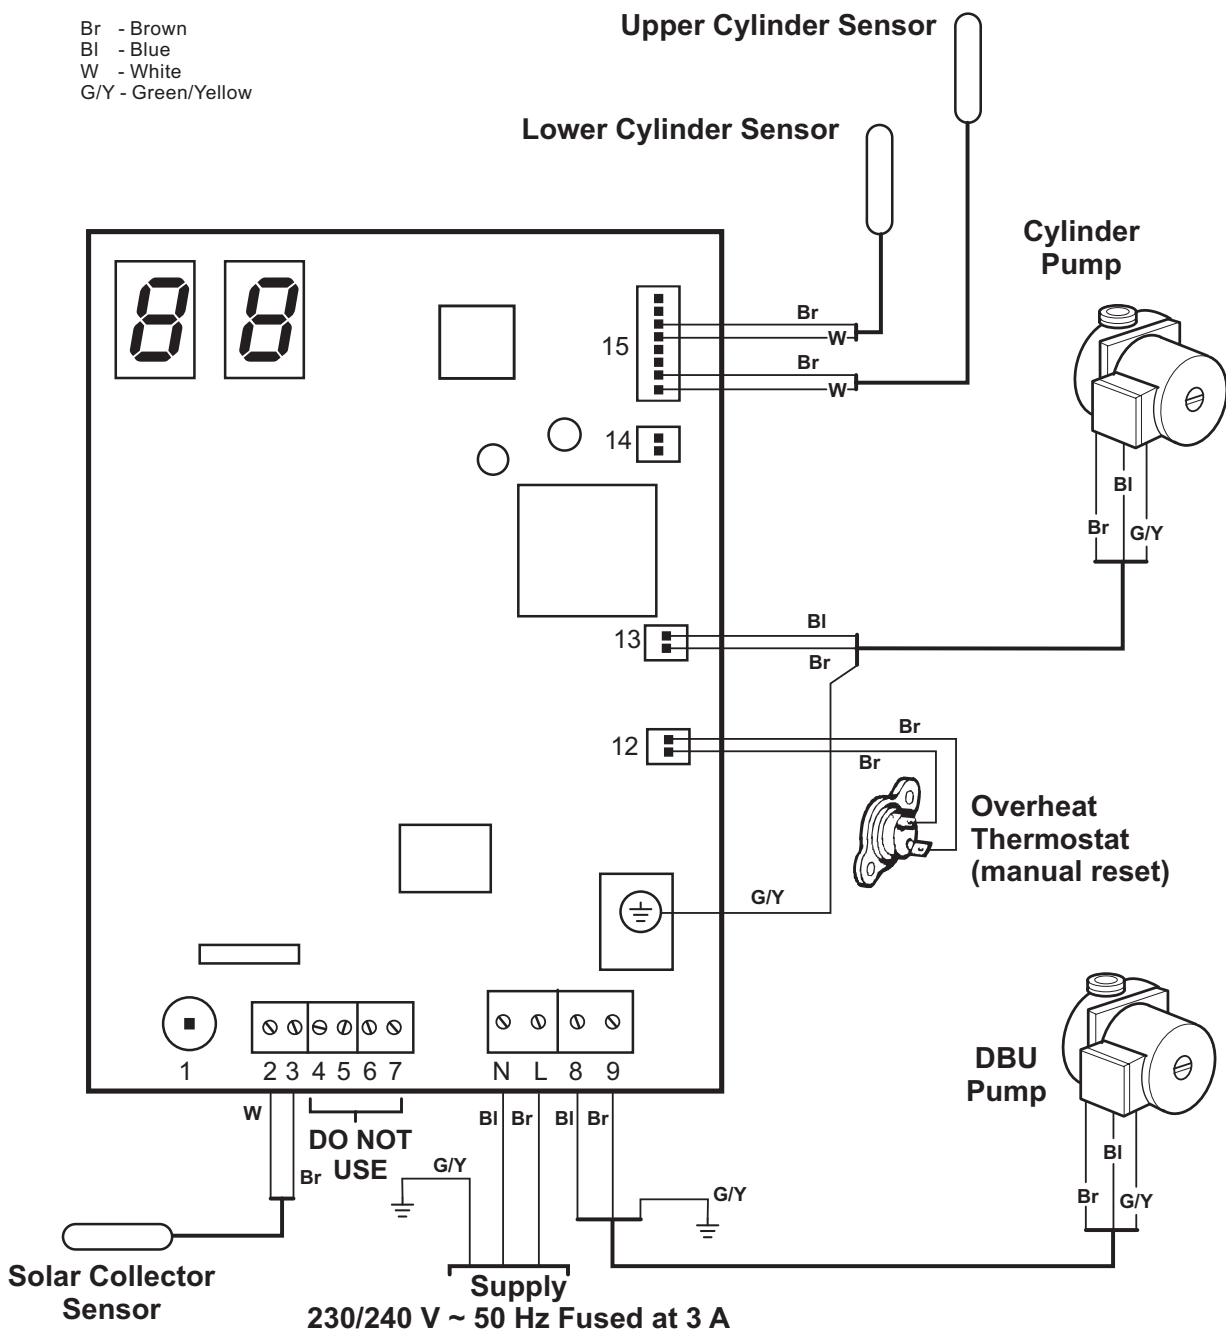 Br - Brown
Bl - Blue
W - White
G/Y - Green/Yellow
Upper Cylinder Sensor
Lower Cylinder Sensor
Cylinder
Pump
8 8
15
Br
W
Br
W
14
Bl
Br
G/Y
13
Bl
Br
12
Br
Br
Overheat
Thermostat
(manual reset)
G/Y
DBU
Pump
1 2 3 4 5 6 7 N L 8 9
W
Br
DO NOT
USE
Bl Br Bl Br
G/Y
G/Y
Bl
Br
G/Y
Solar Collector
Sensor
Supply
230/240 V ~ 50 Hz Fused at 3 A